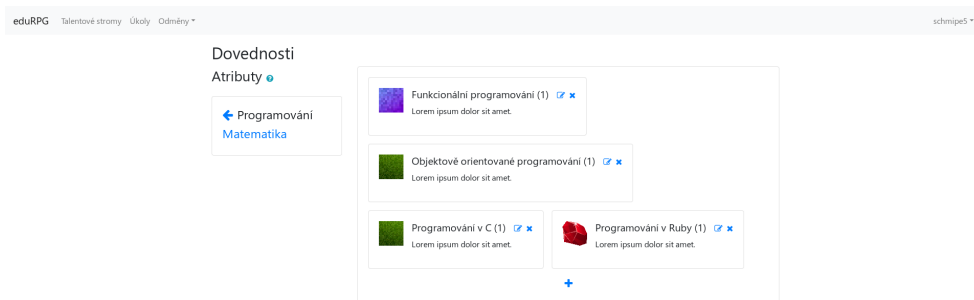 eduRPG Talentové stromy Úkoly Odměny schmipe5
Dovednosti
Atributy
Programování
Matematika
Funkcionální programování (1)
Lorem ipsum dolor sit amet.
Objektově orientované programování (1)
Lorem ipsum dolor sit amet.
Programování v C (1)
Lorem ipsum dolor sit amet.
Programování v Ruby (1)
Lorem ipsum dolor sit amet.